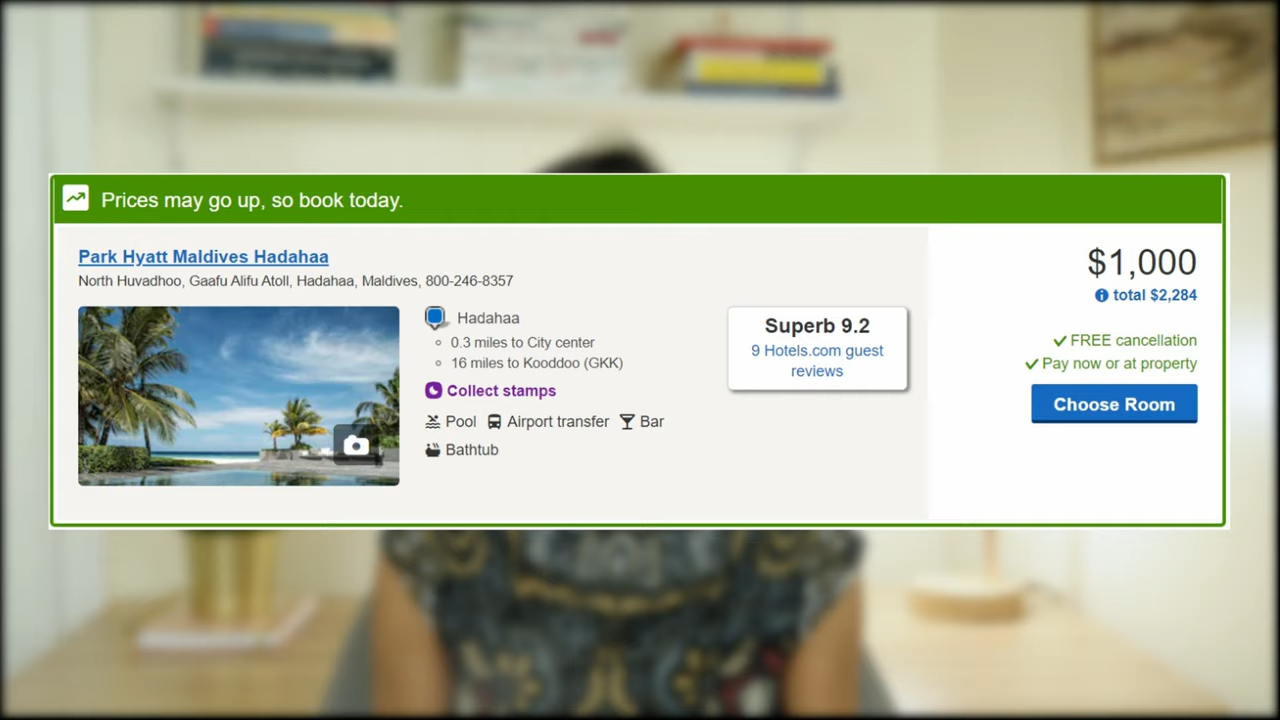 Prices may go up, so book today.
Park Hyatt Maldives Hadahaa
North Huvadhoo, Gaafu Alifu Atoll, Hadahaa, Maldives, 800-246-8357
Hadahaa
0.3 miles to City center
16 miles to Kooddoo (GKK)
Collect stamps
Pool Airport transfer Bar
Bathtub
Superb 9.2
9 Hotels.com guest
reviews
$1,000
total $2,284
FREE cancellation
Pay now or at property
Choose Room